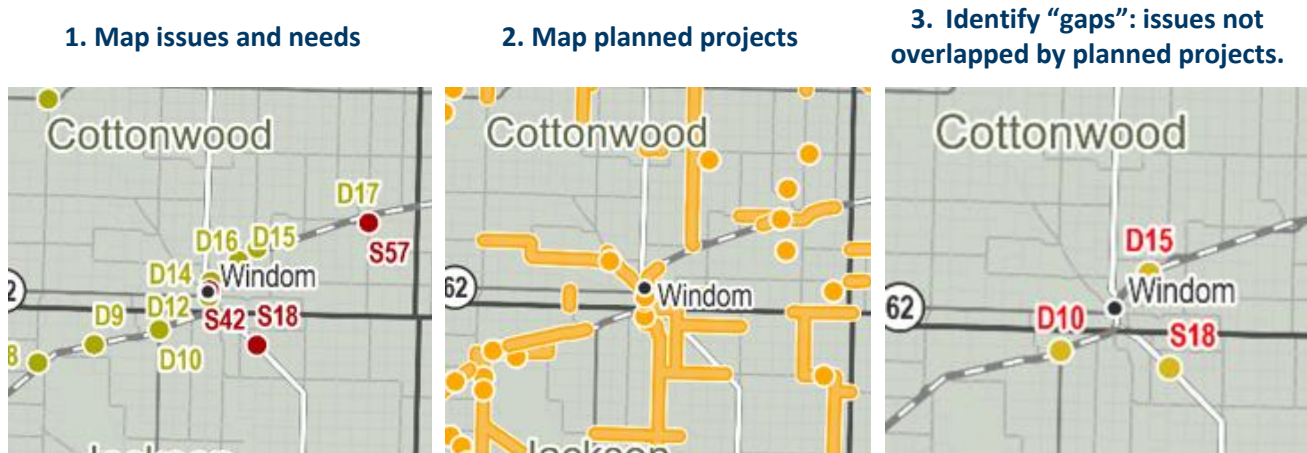 1. Map issues and needs
2. Map planned projects
3. Identify “gaps”: issues not
overlapped by planned projects.
Cottonwood
D17
D16
D15
S57
D14
Windom
D9
D12
S42
S18
D10
Cottonwood
62
Windom
Cottonwood
D15
62
Windom
D10
S18